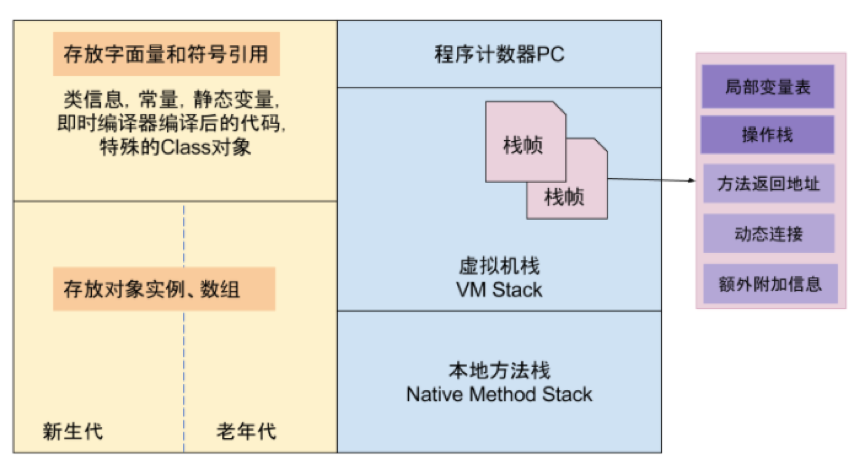 存放字面量和符号引用
类信息, 常量, 静态变量,
即时编译器编译后的代码,
特殊的Class对象
存放对象实例、数组
新生代
老年代
程序计数器PC
栈帧
栈帧
虚拟机栈
VM Stack
本地方法栈
Native Method Stack
局部变量表
操作栈
方法返回地址
动态连接
额外附加信息